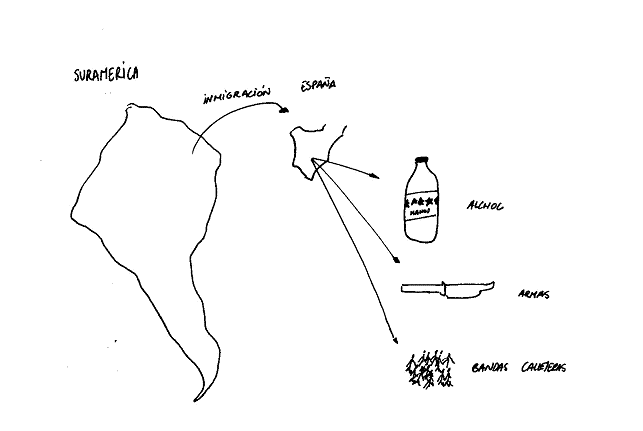 SURAMERICA
INMIGRACIÓN
ESPAÑA
ALCHOL
ARMAS
BANDAS CALLEJERAS